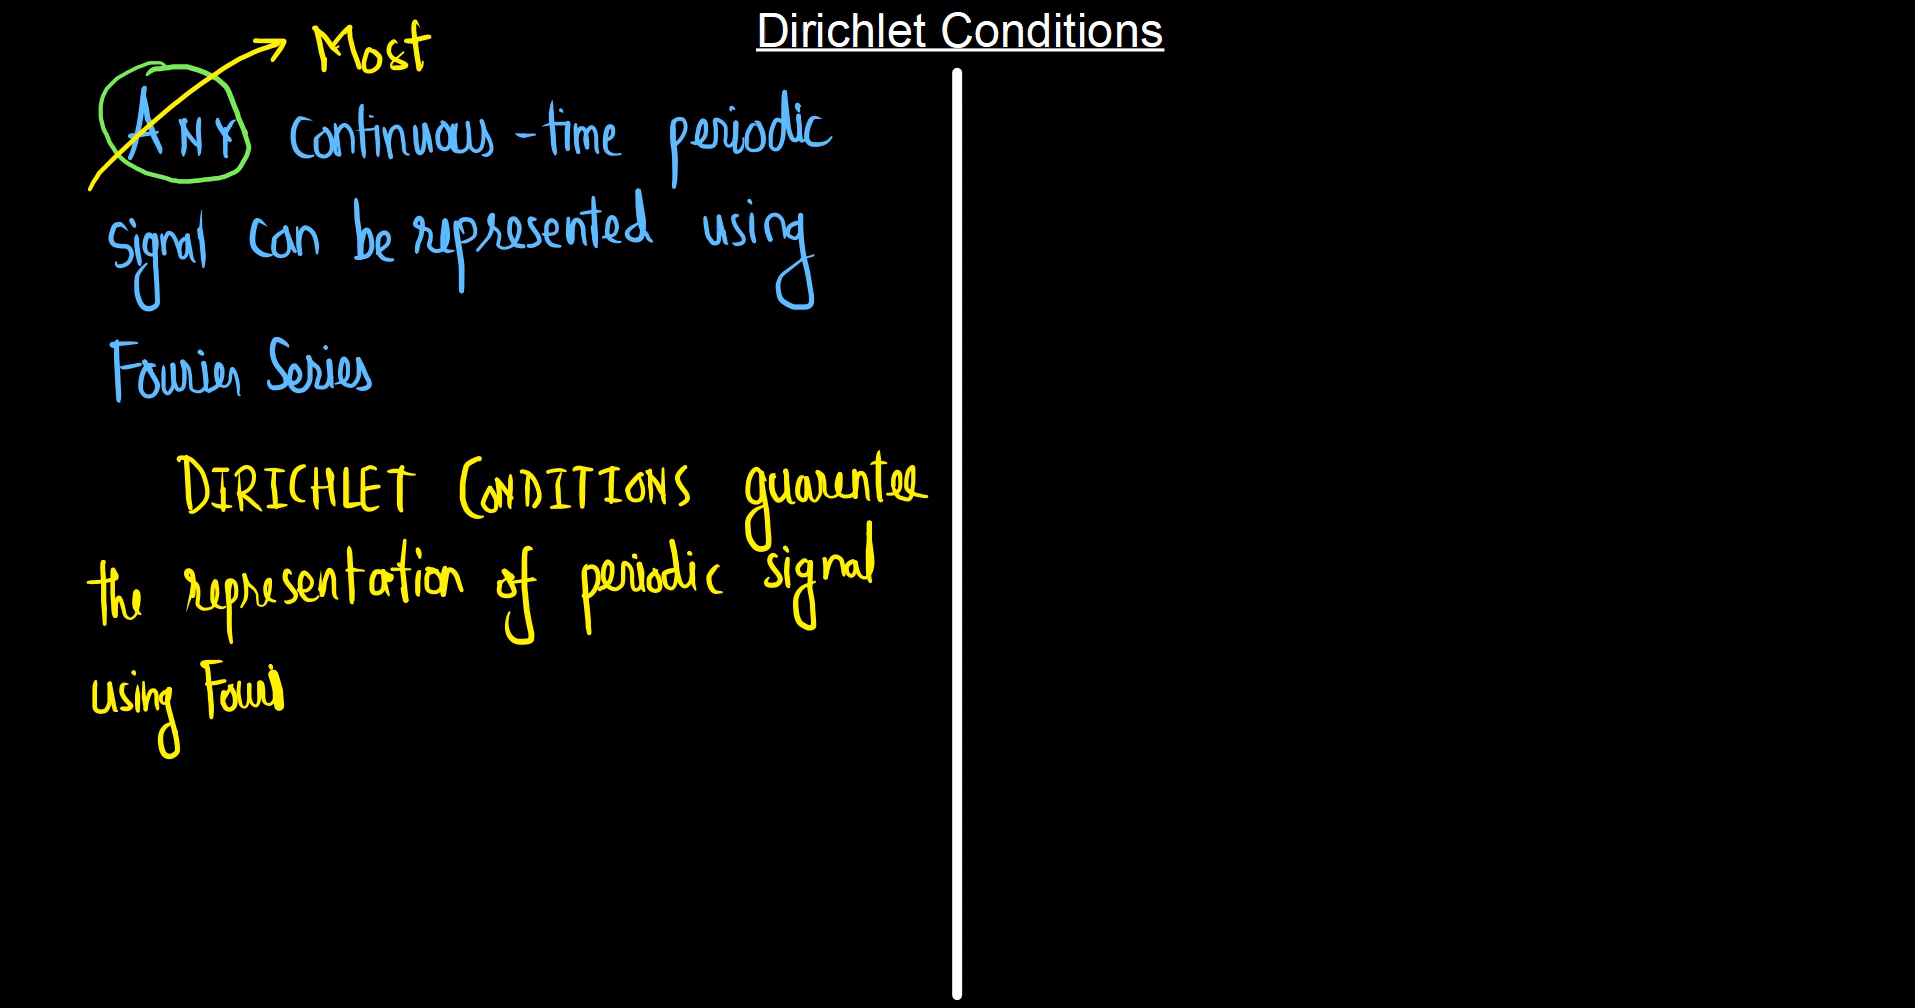 Dirichlet Conditions
Most
ANY Continuous-time periodic
signal can be represented using
Fourier Series
DIRICHLET CONDITIONS guarentee
the representation of periodic signal
using Fouri